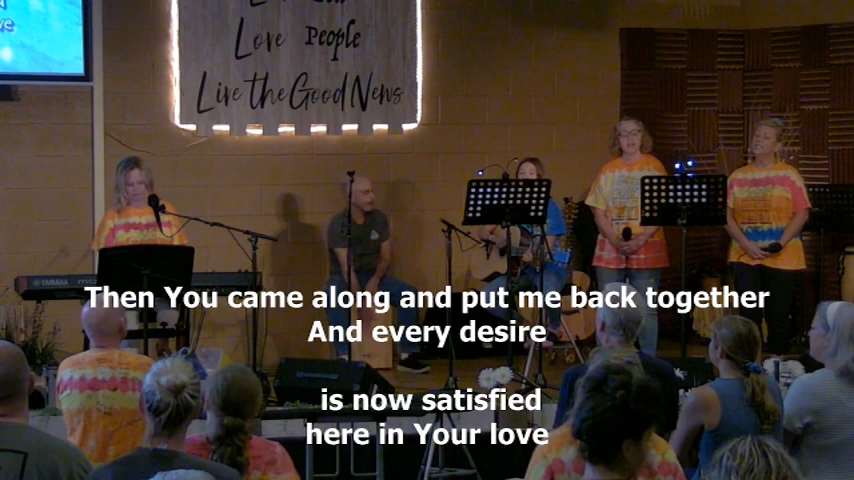 Love People
Live The Good News
YAMAHA
Then You came along and put me back together
And every desire
is now satisfied
here in Your love